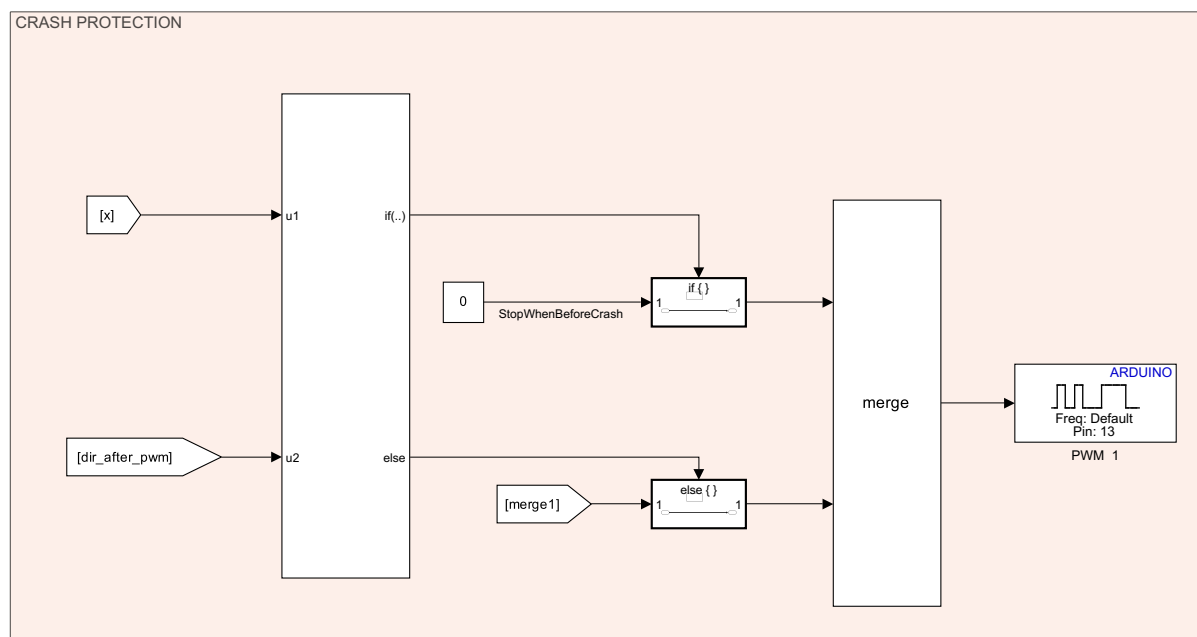 CRASH PROTECTION
[x]
u1
if(..)
0
StopWhenBeforeCrash
if { }
1
1
merge
ARDUINO
Freq: Default
Pin: 13
PWM 1
[dir_after_pwm]
u2
else
[merge1]
else { }
1
1